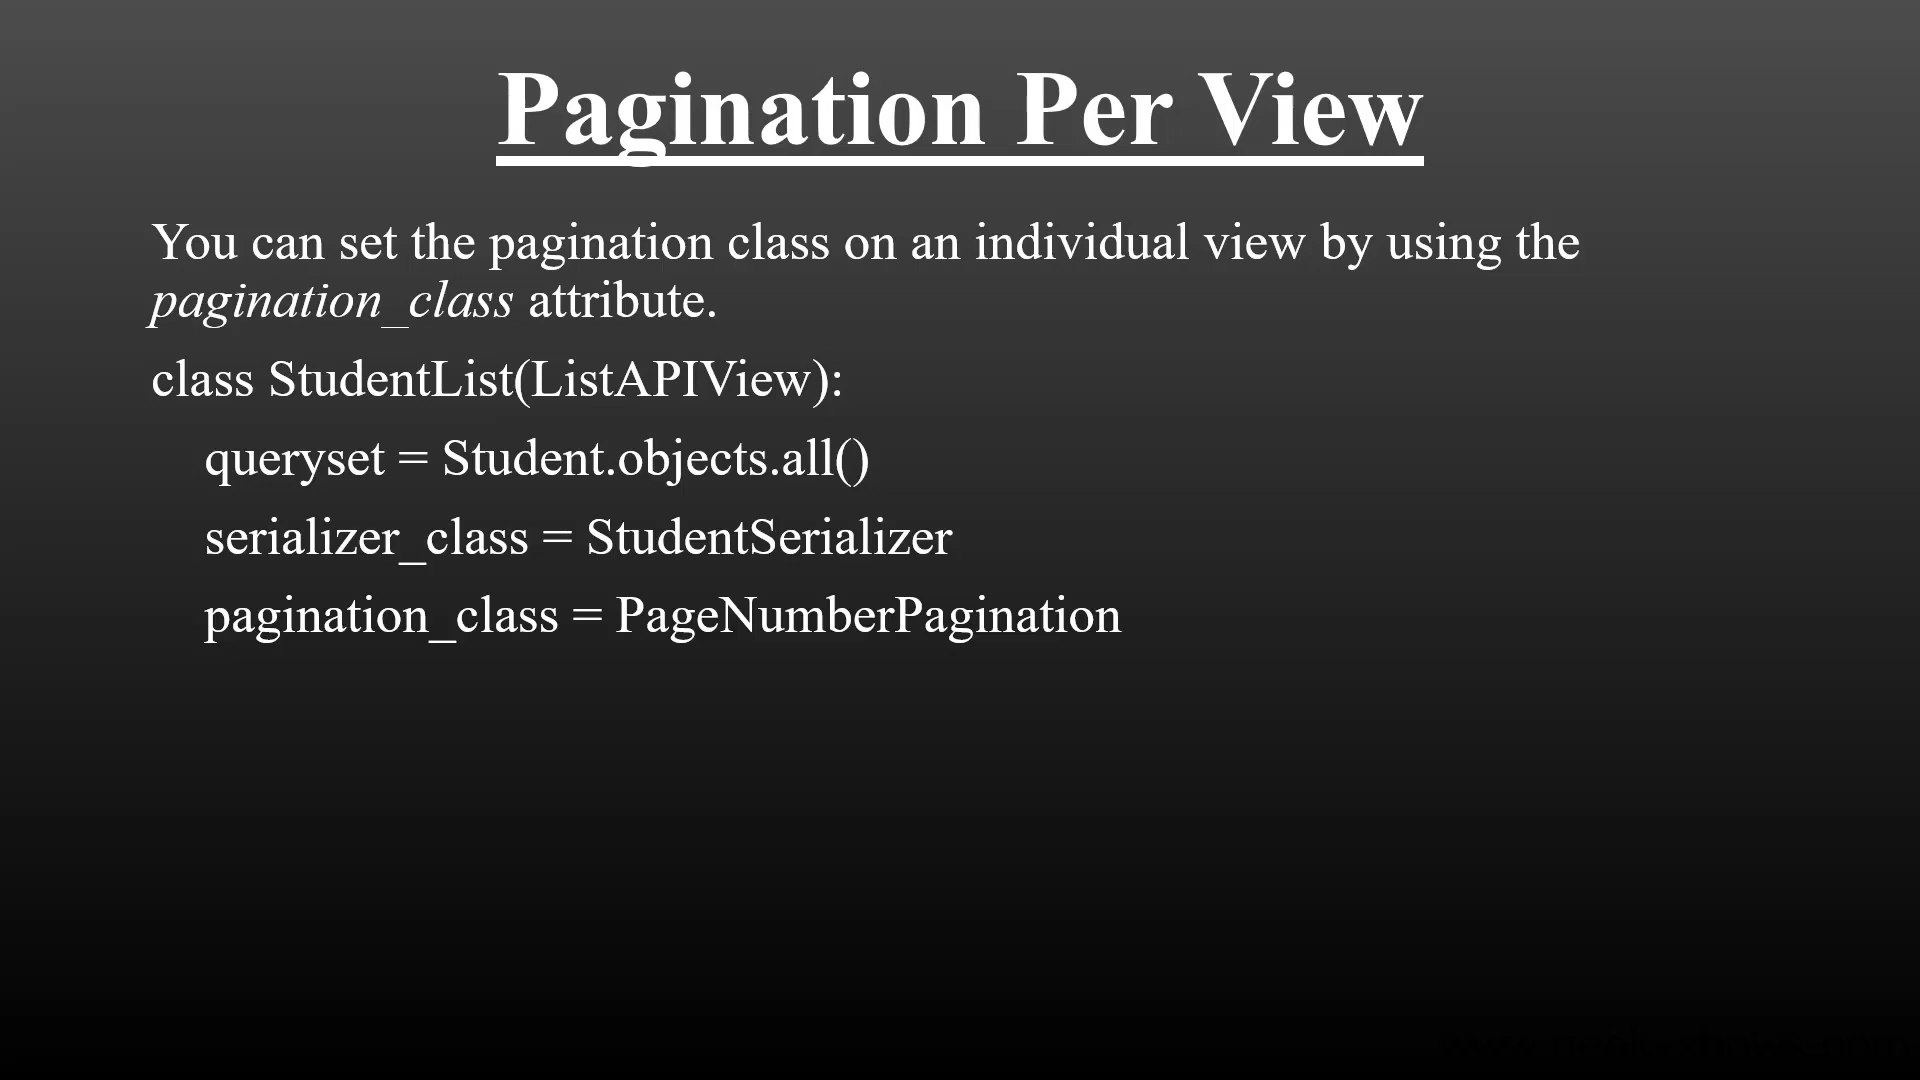 Pagination Per View
You can set the pagination class on an individual view by using the
pagination_class attribute.
class StudentList(ListAPIView):
queryset = Student.objects.all()
serializer_class = StudentSerializer
pagination_class = PageNumberPagination